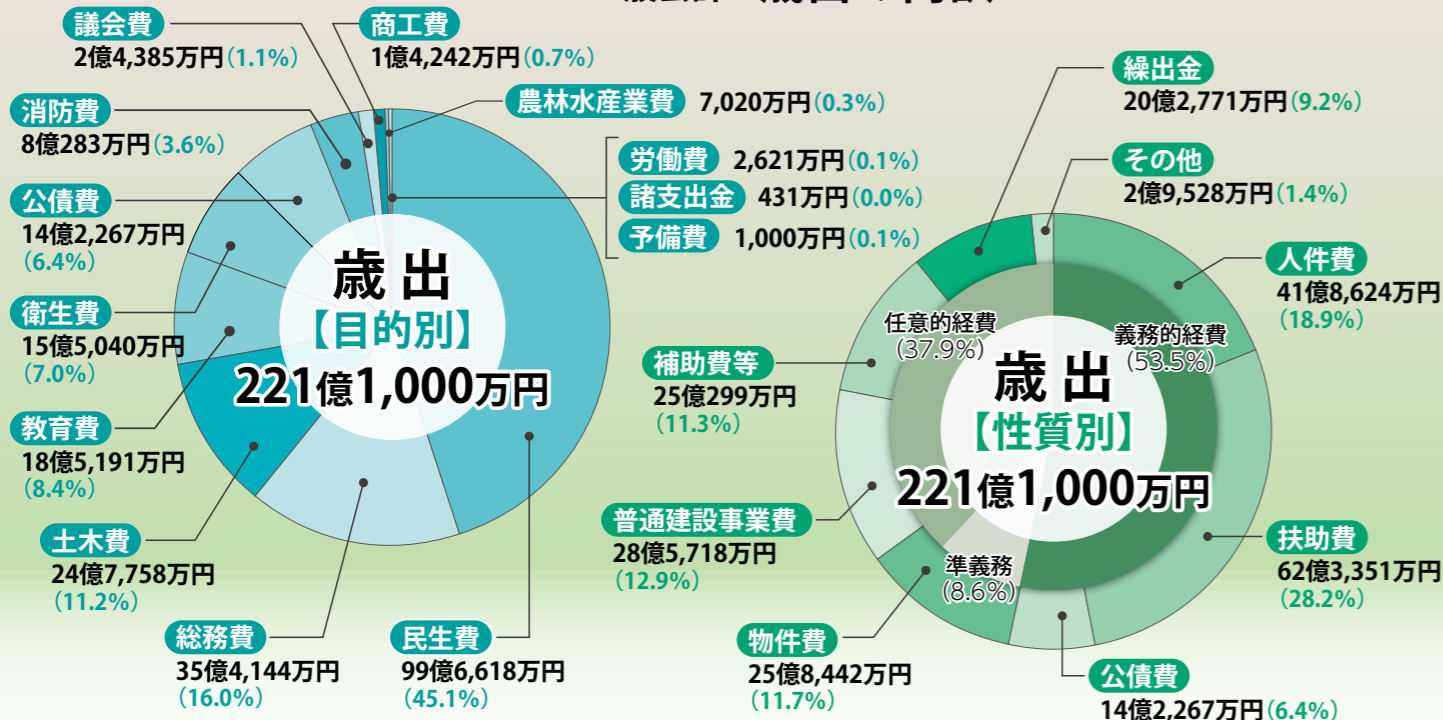 議会費
2億4,385万円(1.1%)
商工費
1億4,242万円(0.7%)
農林水産業費 7,020万円(0.3%)
労働費 2,621万円(0.1%)
諸支出金 431万円(0.0%)
予備費 1,000万円(0.1%)
消防費
8億283万円(3.6%)
公債費
14億2,267万円
(6.4%)
衛生費
15億5,040万円
(7.0%)
教育費
18億5,191万円
(8.4%)
土木費
24億7,758万円
(11.2%)
総務費
35億4,144万円
(16.0%)
民生費
99億6,618万円
(45.1%)
歳出
【目的別】
221億1,000万円
繰出金
20億2,771万円(9.2%)
その他
2億9,528万円(1.4%)
人件費
41億8,624万円
(18.9%)
扶助費
62億3,351万円
(28.2%)
公債費
14億2,267万円(6.4%)
物件費
25億8,442万円
(11.7%)
普通建設事業費
28億5,718万円
(12.9%)
補助費等
25億299万円
(11.3%)
任意的経費
(37.9%)
義務的経費
(53.5%)
準義務
(8.6%)
歳出
【性質別】
221億1,000万円